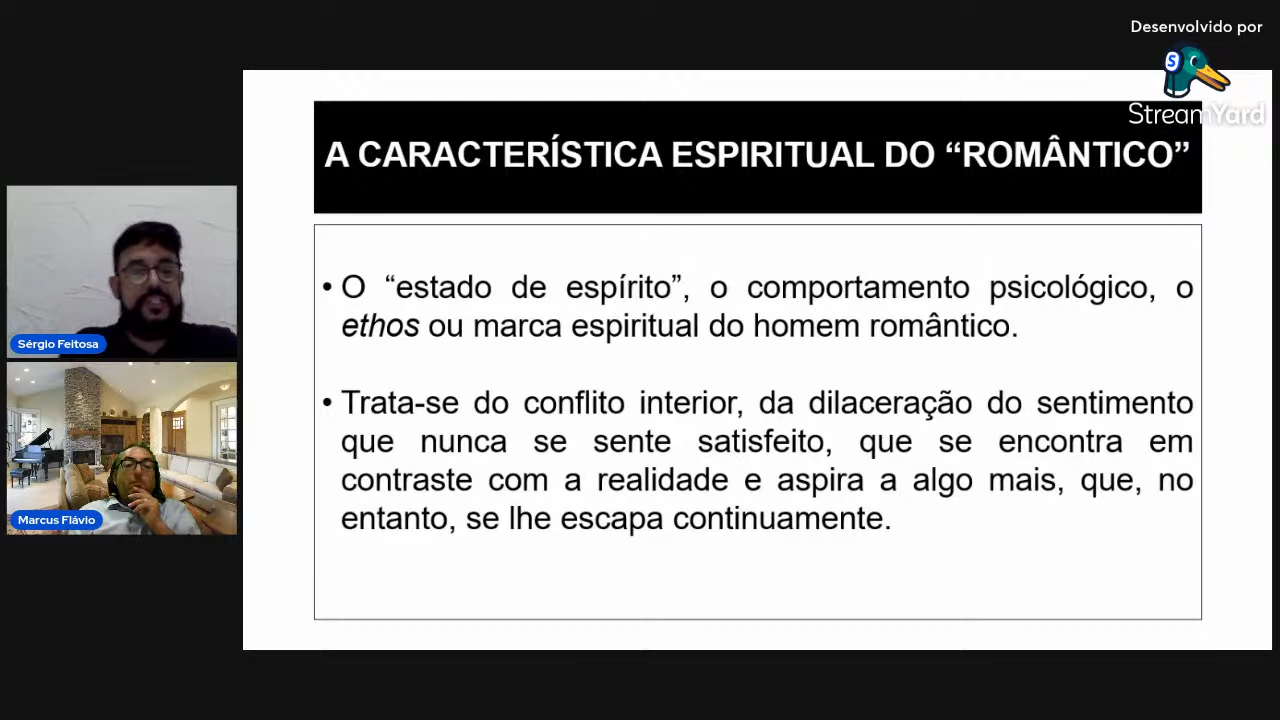 Desenvolvido por
S
StreamYard
A CARACTERÍSTICA ESPIRITUAL DO “ROMÂNTICO”
• O “estado de espírito”, o comportamento psicológico, o
ethos ou marca espiritual do homem romântico.
• Trata-se do conflito interior, da dilaceração do sentimento
que nunca se sente satisfeito, que se encontra em
contraste com a realidade e aspira a algo mais, que, no
entanto, se lhe escapa continuamente.
Sérgio Feitosa
Marcus Flávio